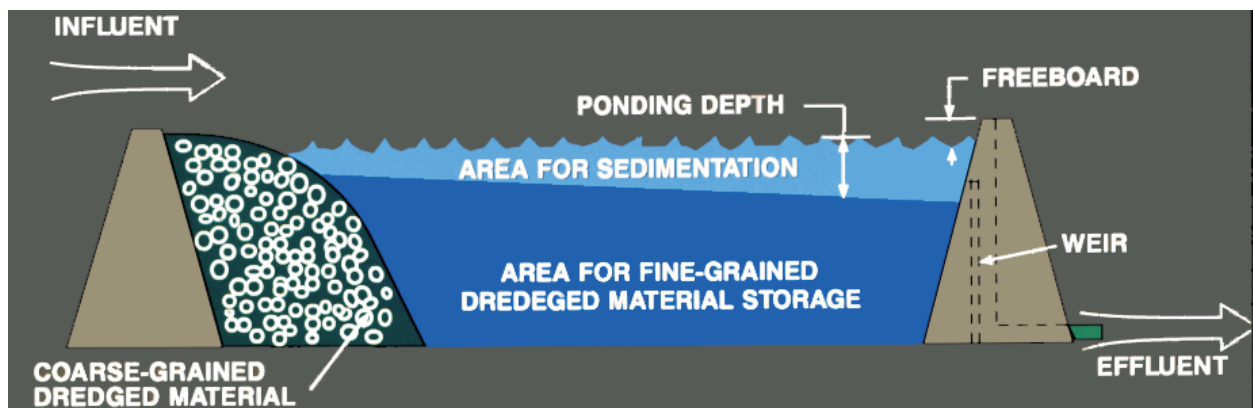 INFLUENT
FREEBOARD
PONDING DEPTH
AREA FOR SEDIMENTATION
WEIR
AREA FOR FINE-GRAINED
DREDEGED MATERIAL STORAGE
EFFLUENT
COARSE-GRAINED
DREDGED MATERIAL